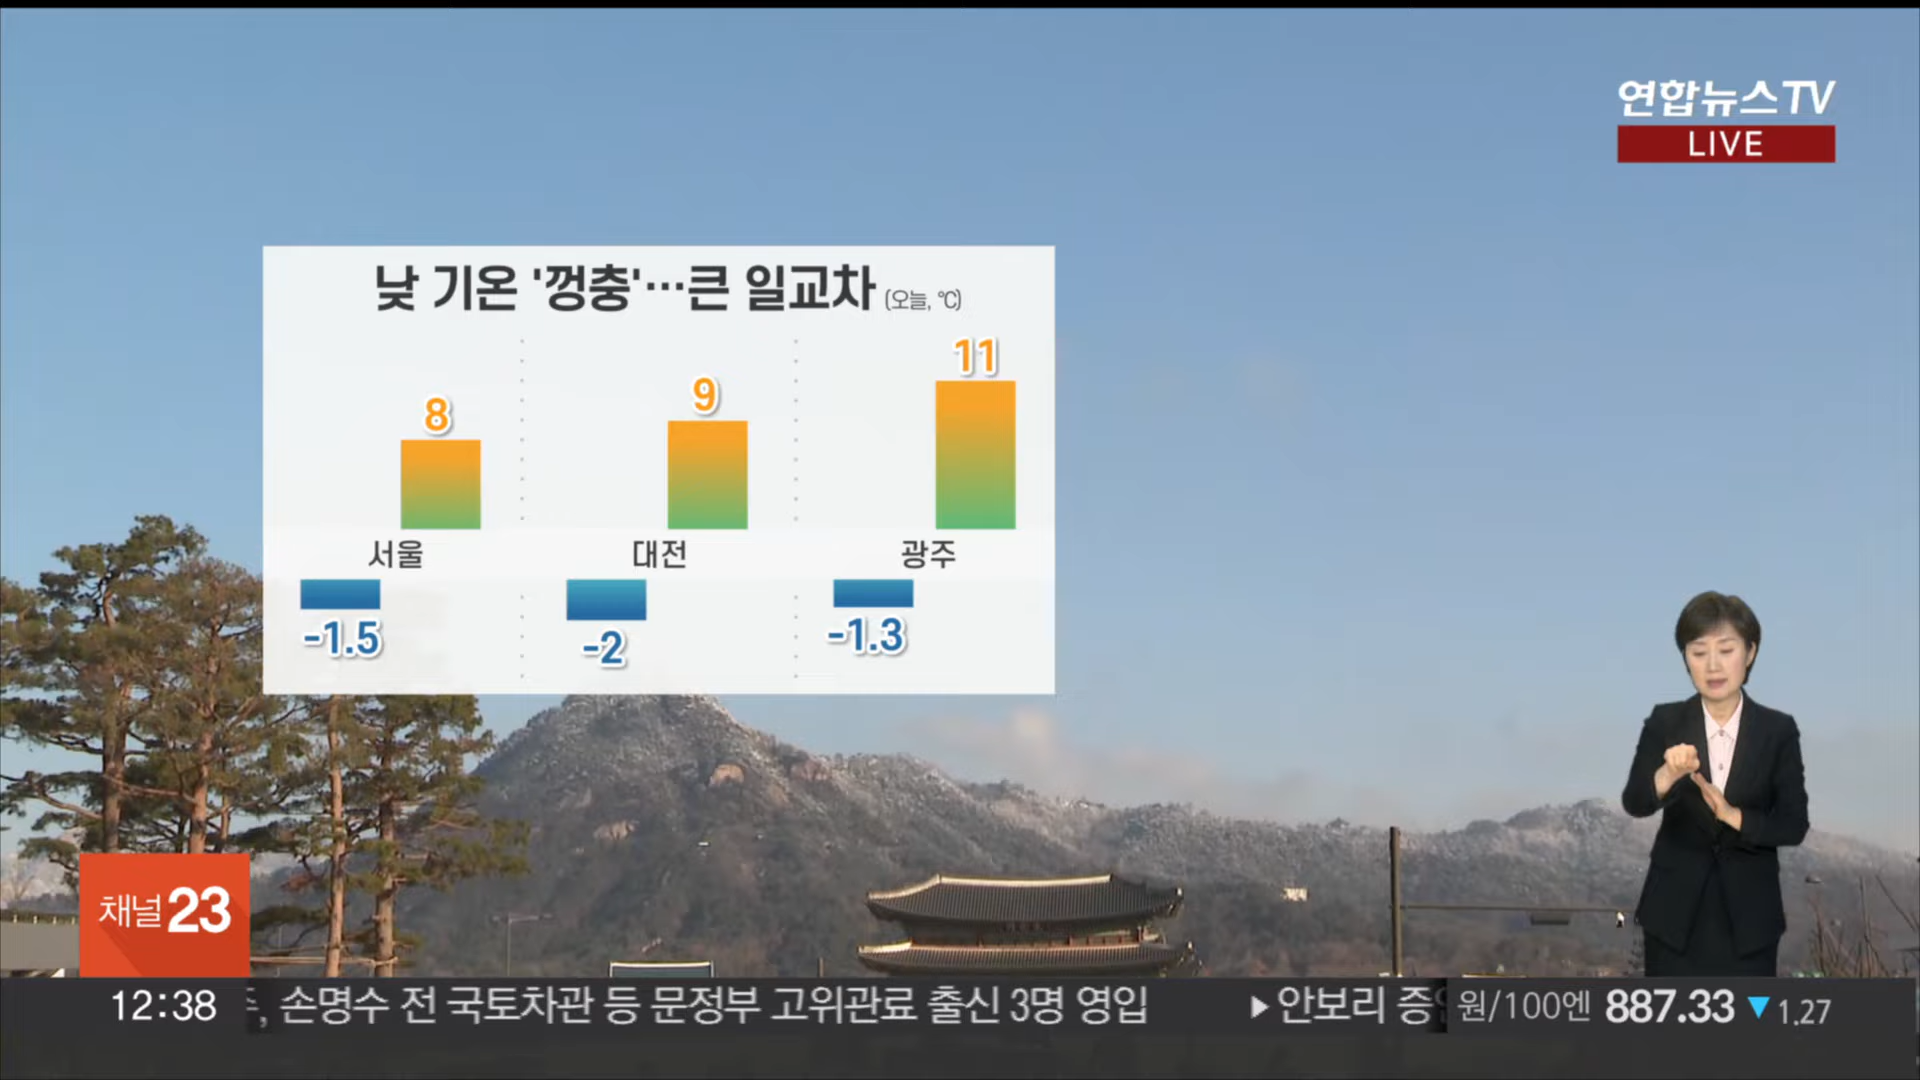 연합뉴스TV
LIVE
낮 기온 '껑충'…큰 일교차 (오늘, ℃)
8
9
11
서울
대전
광주
-1.5
-2
-1.3
채널 23
12:38
, 손명수 전 국토차관 등 문정부 고위관료 출신 3명 영입 ▶안보리 원/100엔 887.33 ▼ 1.27